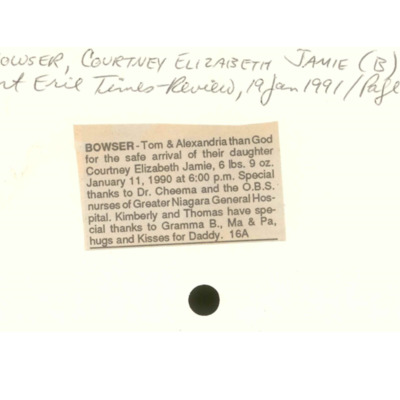 OWSER, COURTNEY ELIZABETH JAMIE (B)
rt Erie Times-Review, 19 Jan 1991/Page
BOWSER - Tom & Alexandria than God
for the safe arrival of their daughter
Courtney Elizabeth Jamie, 6 lbs. 9 oz.
January 11, 1990 at 6:00 p.m. Special
thanks to Dr. Cheema and the O.B.S.
nurses of Greater Niagara General Hos-
pital. Kimberly and Thomas have spe-
cial thanks to Gramma B., Ma & Pa,
hugs and Kisses for Daddy. 16A